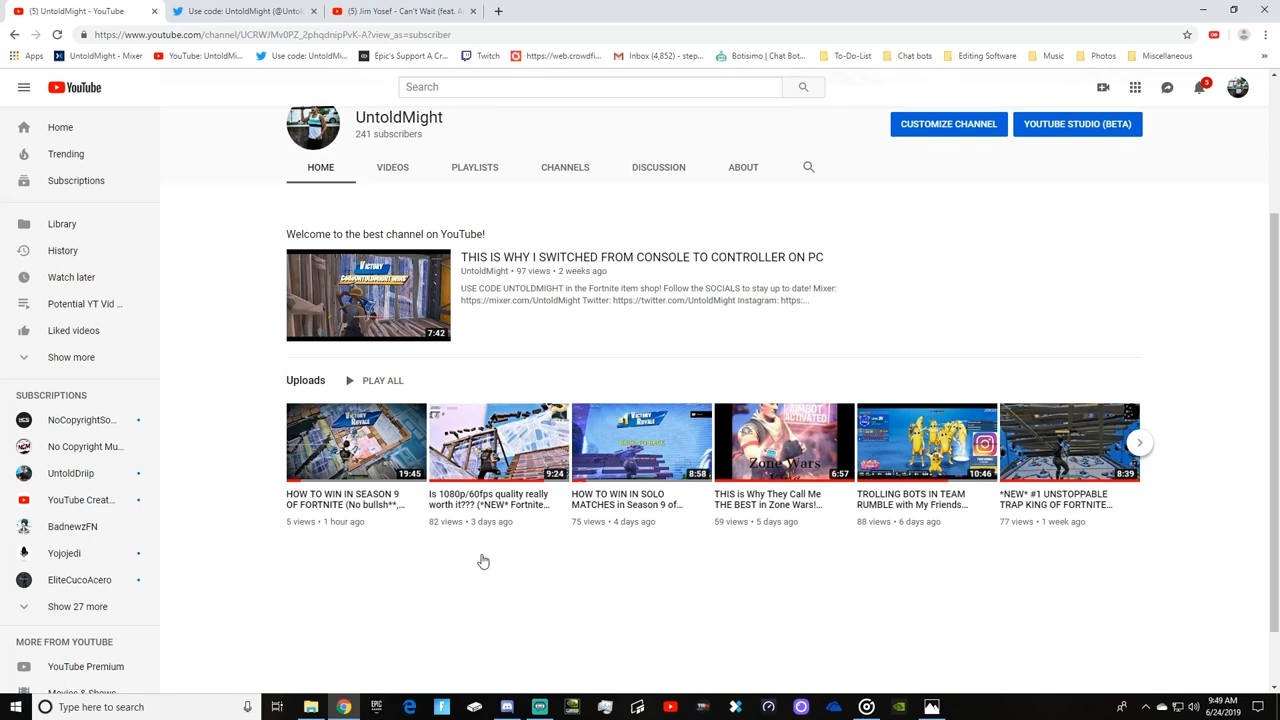 (5) UntoldMight - YouTube
Use code: UntoldMight (@Untol
(5) Jim Yosef - Can't Wait (feat. A
https://www.youtube.com/channel/UCRWJMv0PZ_2phqdnipPvK-A?view_as=subscriber
Apps
UntoldMight - Mixer
YouTube: UntoldMi...
Use code: UntoldMi...
Epic's Support A Cr...
Twitch
https://web.crowdfi...
Inbox (4,852) - step...
Botisimo | Chat Bot...
To-Do-List
Chat bots
Editing Software
Music
Photos
Miscellaneous
YouTube
Search
5
UntoldMight
241 subscribers
CUSTOMIZE CHANNEL
YOUTUBE STUDIO (BETA)
HOME
VIDEOS
PLAYLISTS
CHANNELS
DISCUSSION
ABOUT
Home
Trending
Subscriptions
Library
History
Watch later
Potential YT Vid ...
Liked videos
Show more
SUBSCRIPTIONS
NoCopyrightSo...
No Copyright Mu...
UntoldDriip
YouTube Creat...
BadnewzFN
Yojojedi
EliteCucoAcero
Show 27 more
MORE FROM YOUTUBE
YouTube Premium
Movies & Shows
Welcome to the best channel on YouTube!
VICTORY
7:42
THIS IS WHY I SWITCHED FROM CONSOLE TO CONTROLLER ON PC
UntoldMight • 97 views • 2 weeks ago
USE CODE UNTOLDMIGHT in the Fortnite item shop! Follow the SOCIALS to stay up to date! Mixer:
https://mixer.com/UntoldMight Twitter: https://twitter.com/UntoldMight Instagram: https:...
Uploads
PLAY ALL
19:45
HOW TO WIN IN SEASON 9
OF FORTNITE (No bullsh**,...
5 views • 1 hour ago
9:24
Is 1080p/60fps quality really
worth it??? (*NEW* Fortnite...
82 views • 3 days ago
VICTORY ROYALE
8:58
HOW TO WIN IN SOLO
MATCHES in Season 9 of...
75 views • 4 days ago
AIMBOT
ACTIVATED
Zone Wars
6:57
THIS is Why They Call Me
THE BEST in Zone Wars!...
59 views • 5 days ago
10:46
TROLLING BOTS IN TEAM
RUMBLE with My Friends...
88 views • 6 days ago
8:39
*NEW* #1 UNSTOPPABLE
TRAP KING OF FORTNITE...
77 views • 1 week ago
Type here to search
9:49 AM
6/24/2019